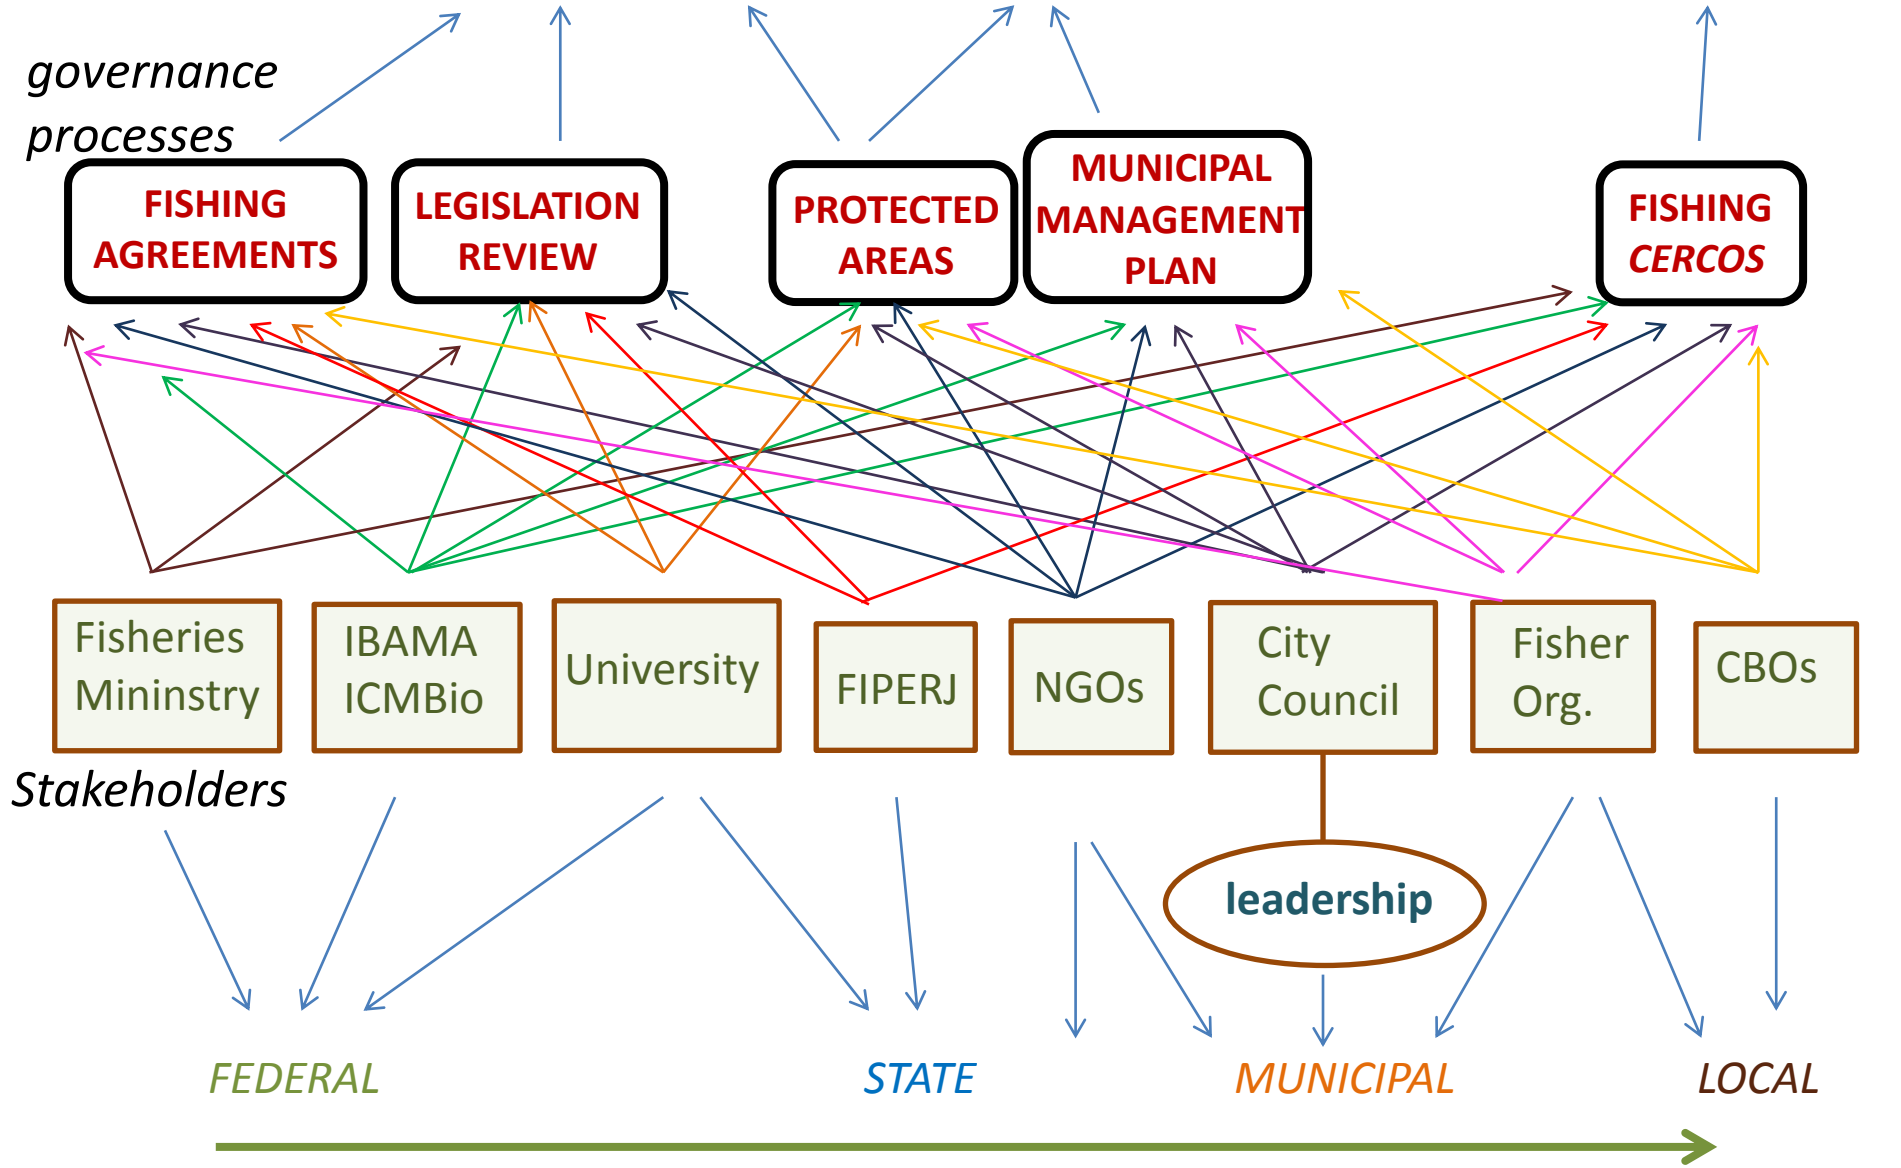 governance
processes
FISHING
AGREEMENTS
LEGISLATION
REVIEW
PROTECTED
AREAS
MUNICIPAL
MANAGEMENT
PLAN
FISHING
CERCOS
Fisheries
Mininstry
IBAMA
ICMBio
University
FIPERJ
NGOs
City
Council
Fisher
Org.
CBOs
Stakeholders
leadership
FEDERAL
STATE
MUNICIPAL
LOCAL